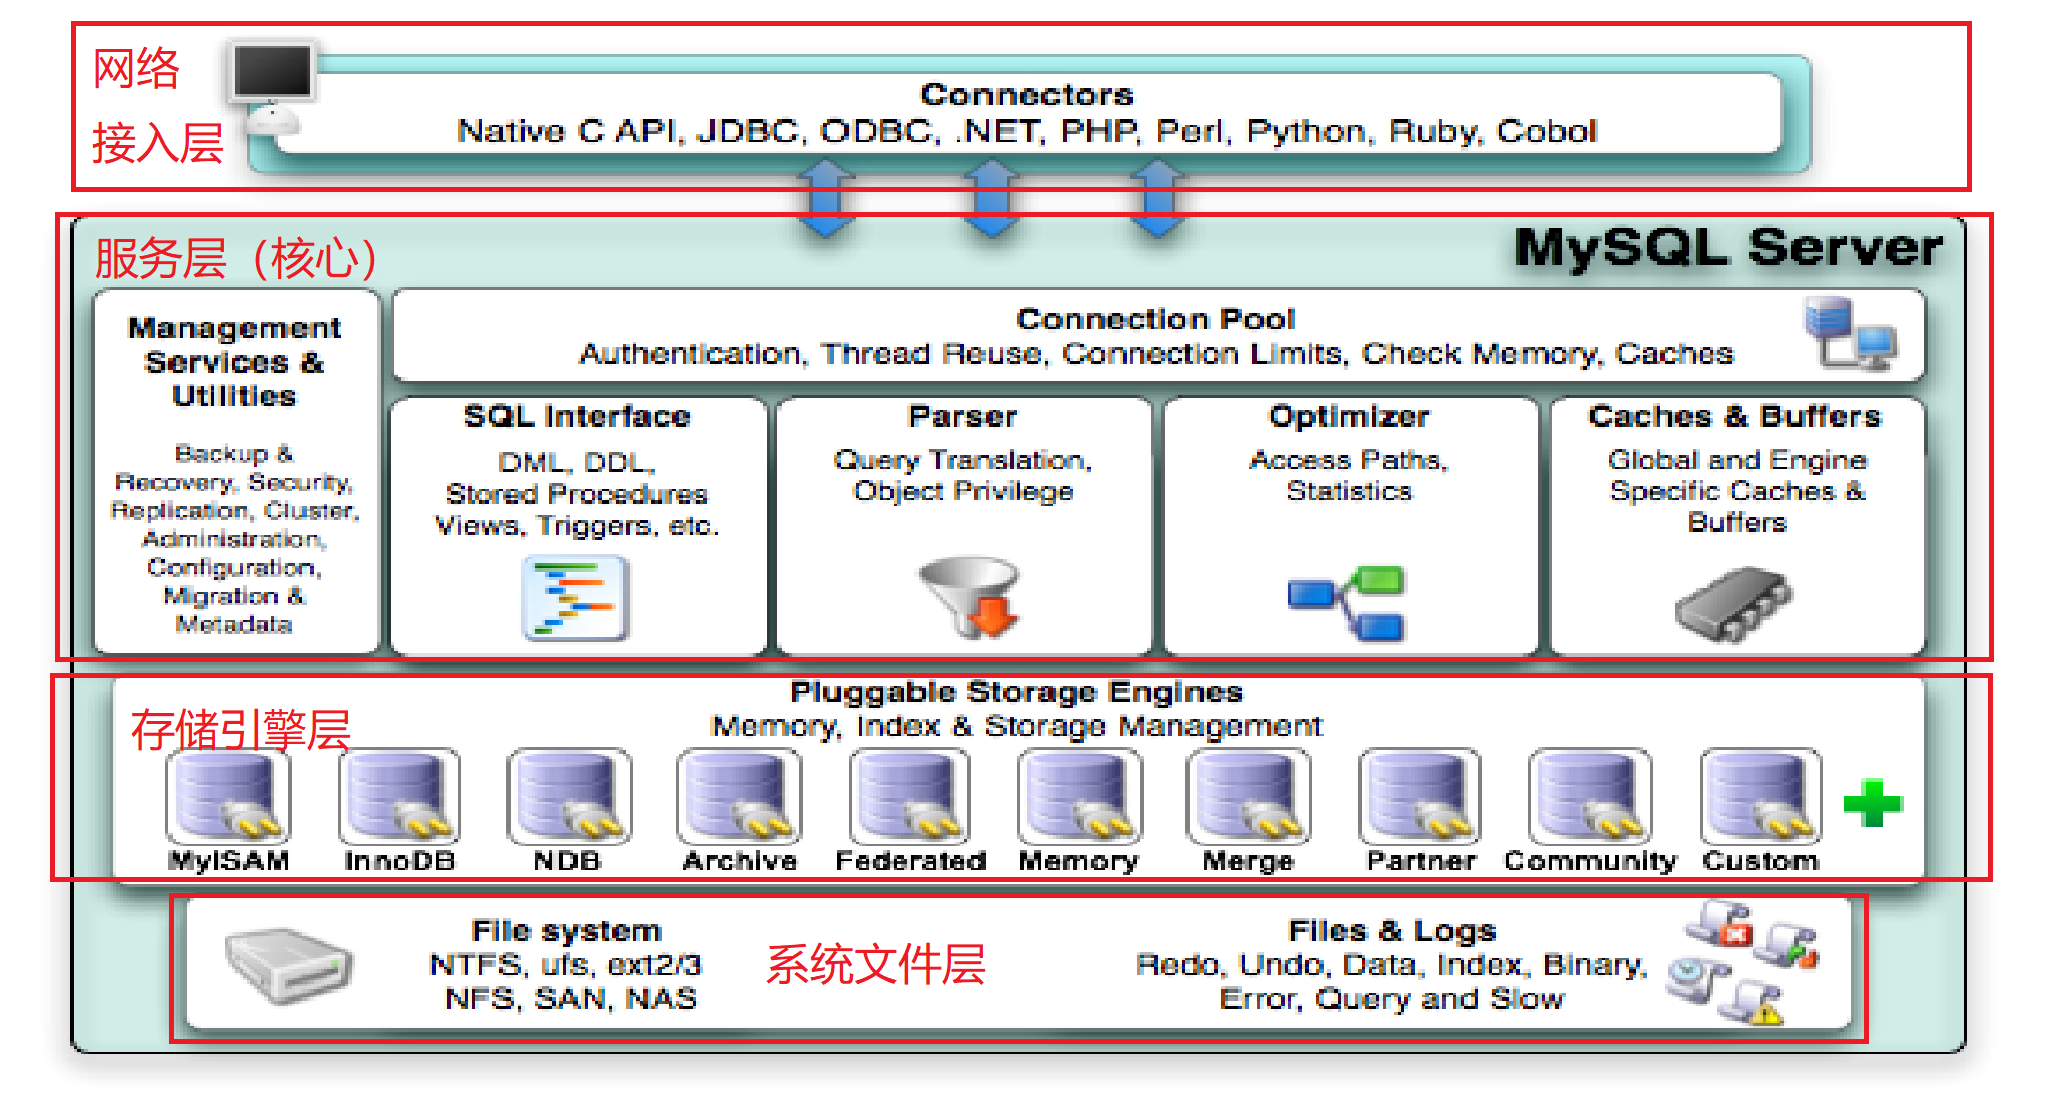 网络
接入层
Connectors
Native C API, JDBC, ODBC, .NET, PHP, Perl, Python, Ruby, Cobol
服务层（核心）
MySQL Server
Management
Services &
Utilities
Backup &
Recovery, Security,
Replication, Cluster,
Administration,
Configuration,
Migration &
Metadata
Connection Pool
Authentication, Thread Reuse, Connection Limits, Check Memory, Caches
SQL Interface
DML, DDL,
Stored Procedures
Views, Triggers, etc.
Parser
Query Translation,
Object Privilege
Optimizer
Access Paths,
Statistics
Caches & Buffers
Global and Engine
Specific Caches &
Buffers
存储引擎层
Pluggable Storage Engines
Memory, Index & Storage Management
MyISAM
InnoDB
NDB
Archive
Federated
Memory
Merge
Partner
Community
Custom
File system
NTFS, ufs, ext2/3
NFS, SAN, NAS
系统文件层
Files & Logs
Redo, Undo, Data, Index, Binary,
Error, Query and Slow